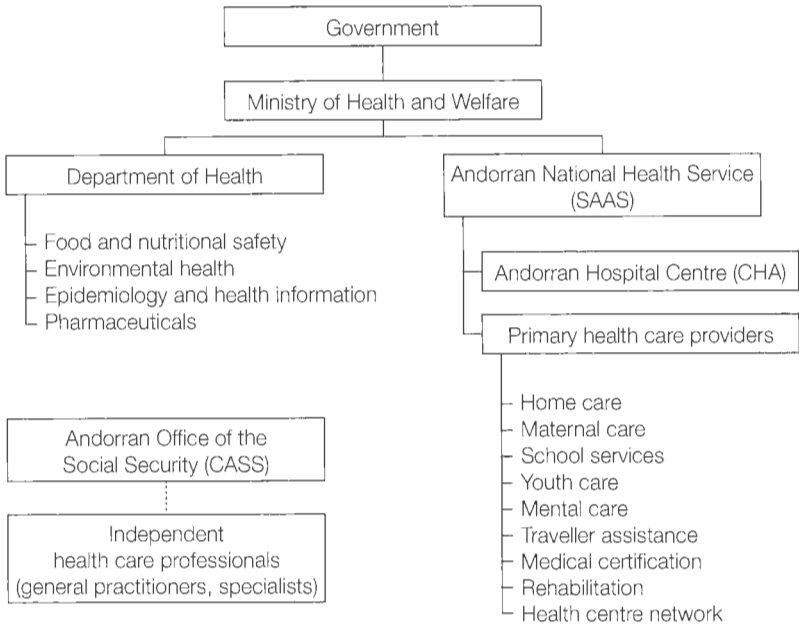 Government
Ministry of Health and Welfare
Department of Health
Food and nutritional safety
Environmental health
Epidemiology and health information
Pharmaceuticals
Andorran National Health Service
(SAAS)
Andorran Hospital Centre (CHA)
Primary health care providers
Home care
Maternal care
School services
Youth care
Mental care
Traveller assistance
Medical certification
Rehabilitation
Health centre network
Andorran Office of the
Social Security (CASS)
Independent
health care professionals
(general practitioners, specialists)